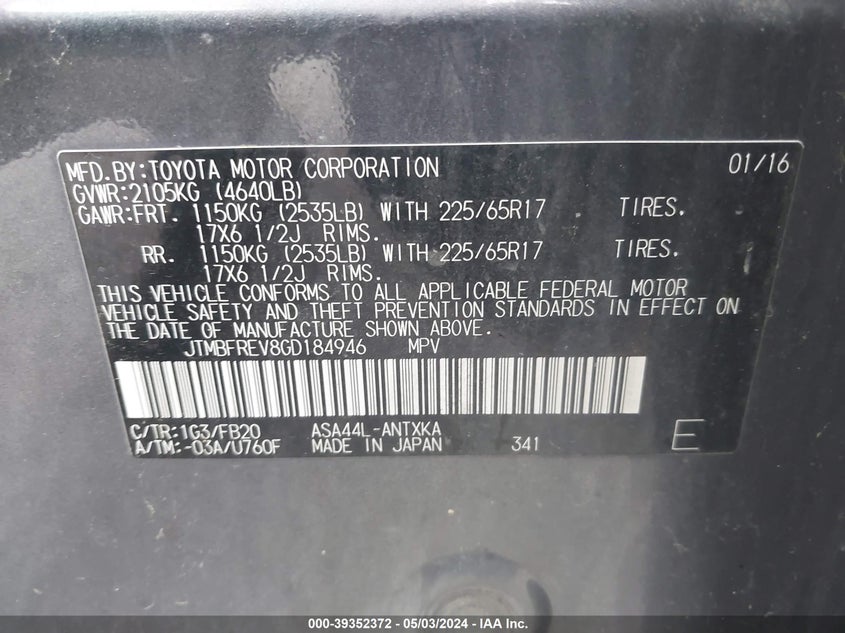 MFD.BY:TOYOTA MOTOR CORPORATION 01/16
GVWR:2105KG (4640LB)
GAWR:FRT. 1150KG (2535LB) WITH 225/65R17 TIRES.
17X6 1/2J RIMS.
RR. 1150KG (2535LB) WITH 225/65R17 TIRES.
17X6 1/2J RIMS.
THIS VEHICLE CONFORMS TO ALL APPLICABLE FEDERAL MOTOR
VEHICLE SAFETY AND THEFT PREVENTION STANDARDS IN EFFECT ON
THE DATE OF MANUFACTURE SHOWN ABOVE.
JTMBFREV8GD184946 MPV
C/TR:1G3/FB20 ASA44L-ANTXKA E
A/TM:-03A/U760F MADE IN JAPAN 341
000-39352372 - 05/03/2024 - IAA, Inc.